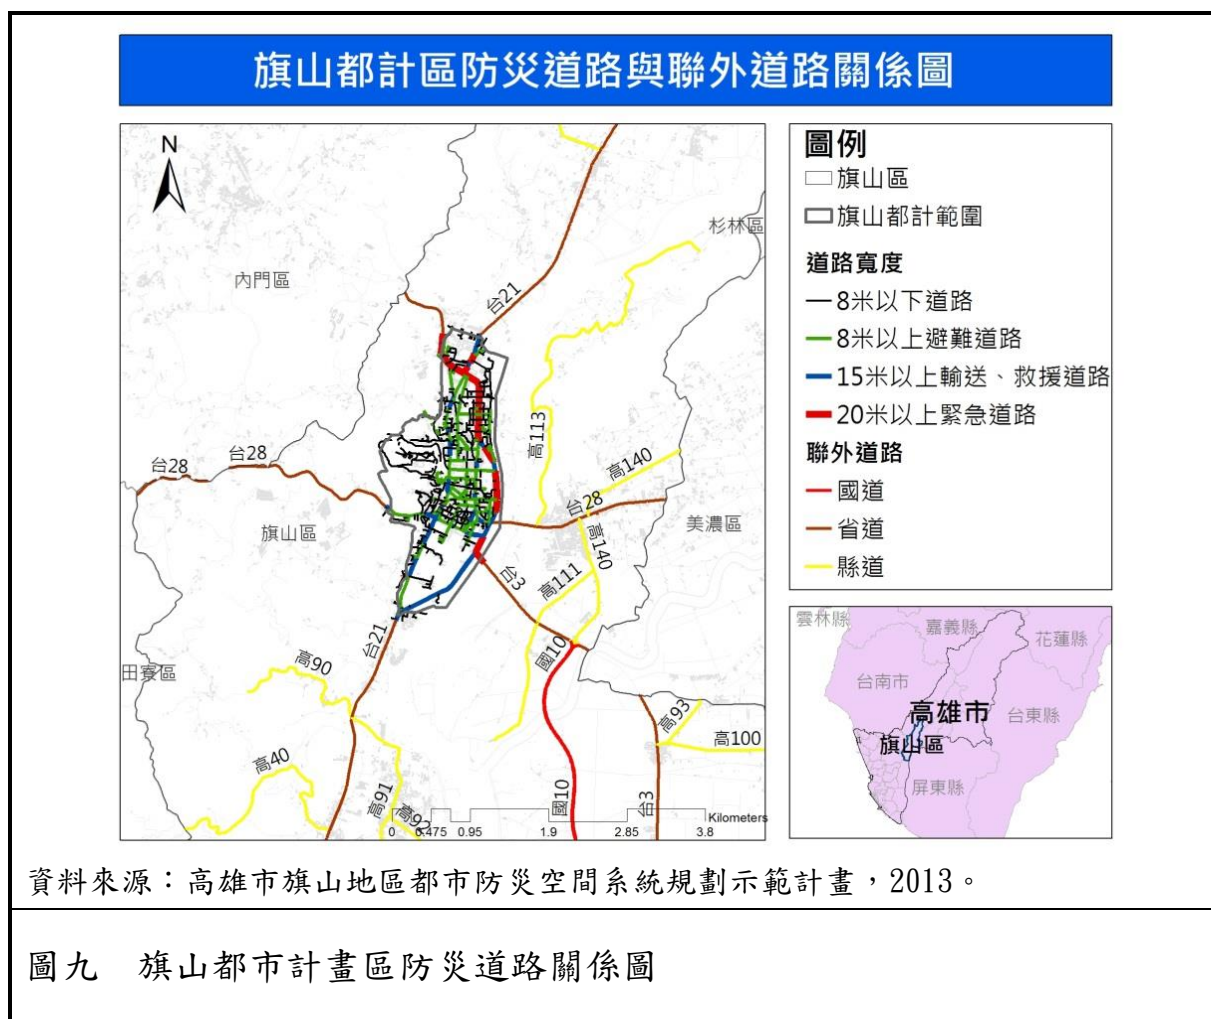 旗山都計區防災道路與聯外道路關係圖
N
杉林區
內門區
台21
高113
高140
台28
台28
台28
旗山區
美濃區
高140
高111
台3
台21
國10
高90
田寮區
高93
高100
高40
高91
高92
國10
台3
Kilometers
0 0.475 0.95 1.9 2.85 3.8
圖例
旗山區
旗山都計範圍
道路寬度
8米以下道路
8米以上避難道路
15米以上輸送、救援道路
20米以上緊急道路
聯外道路
國道
省道
縣道
雲林縣
嘉義縣
花蓮縣
台南市
高雄市
台東縣
旗山區
屏東縣
資料來源：高雄市旗山地區都市防災空間系統規劃示範計畫，2013。
圖九 旗山都市計畫區防災道路關係圖